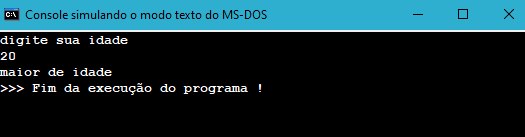 Console simulando o modo texto do MS-DOS
digite sua idade
20
maior de idade
>>> Fim da execução do programa !